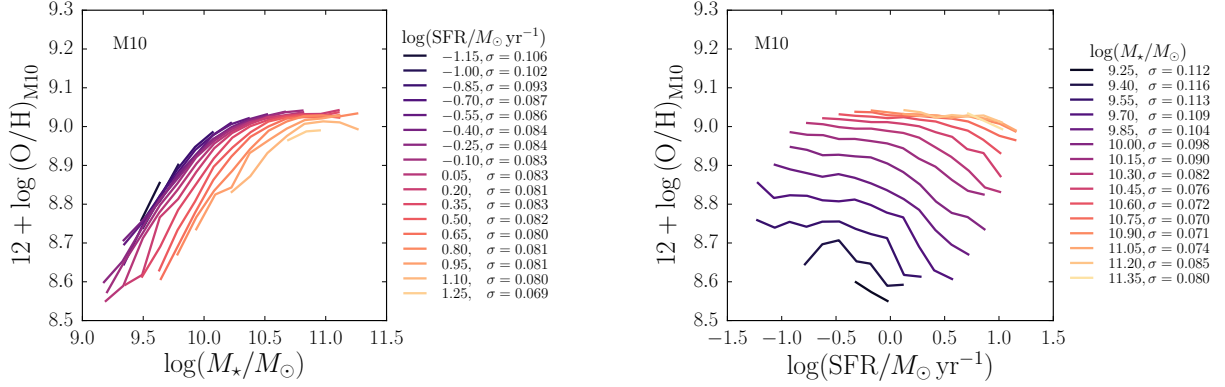 M10
12 + log (O/H)M10
9.3
9.2
9.1
9.0
8.9
8.8
8.7
8.6
8.5
9.0 9.5 10.0 10.5 11.0 11.5
log(M⋆/M⊙)
log(SFR/M⊙ yr⁻¹)
−1.15, σ = 0.106
−1.00, σ = 0.102
−0.85, σ = 0.093
−0.70, σ = 0.087
−0.55, σ = 0.086
−0.40, σ = 0.084
−0.25, σ = 0.084
−0.10, σ = 0.083
0.05, σ = 0.083
0.20, σ = 0.081
0.35, σ = 0.083
0.50, σ = 0.082
0.65, σ = 0.080
0.80, σ = 0.081
0.95, σ = 0.081
1.10, σ = 0.080
1.25, σ = 0.069
M10
12 + log (O/H)M10
9.3
9.2
9.1
9.0
8.9
8.8
8.7
8.6
8.5
−1.5 −1.0 −0.5 0.0 0.5 1.0 1.5
log(SFR/M⊙ yr⁻¹)
log(M⋆/M⊙)
9.25, σ = 0.112
9.40, σ = 0.116
9.55, σ = 0.113
9.70, σ = 0.109
9.85, σ = 0.104
10.00, σ = 0.098
10.15, σ = 0.090
10.30, σ = 0.082
10.45, σ = 0.076
10.60, σ = 0.072
10.75, σ = 0.070
10.90, σ = 0.071
11.05, σ = 0.074
11.20, σ = 0.085
11.35, σ = 0.080